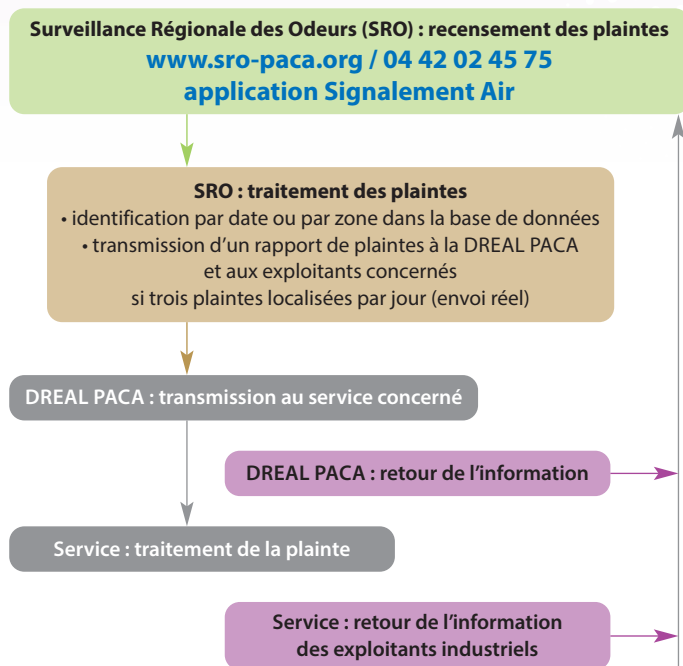 Surveillance Régionale des Odeurs (SRO) : recensement des plaintes
www.sro-paca.org / 04 42 02 45 75
application Signalement Air
SRO : traitement des plaintes
• identification par date ou par zone dans la base de données
• transmission d’un rapport de plaintes à la DREAL PACA
et aux exploitants concernés
si trois plaintes localisées par jour (envoi réel)
DREAL PACA : transmission au service concerné
DREAL PACA : retour de l’information
Service : traitement de la plainte
Service : retour de l’information
des exploitants industriels